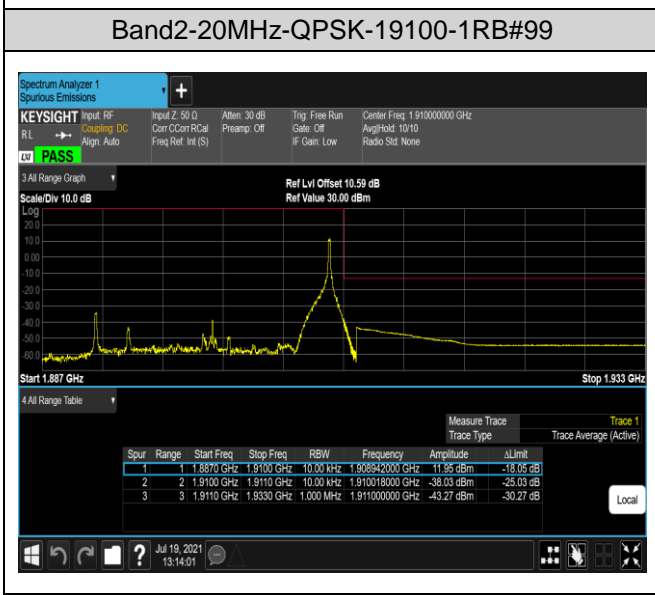 Band2-20MHz-QPSK-19100-1RB#99
Spectrum Analyzer 1
Spurious Emissions
+
KEYSIGHT Input: RF Input Z: 50 Ω Atten: 30 dB Trig: Free Run Center Freq: 1.910000000 GHz
RL Coupling: DC Corr CCorr RCal Preamp: Off Gate: Off Avg|Hold: 10/10
Align: Auto Freq Ref: Int (S) IF Gain: Low Radio Std: None
LXI PASS
3 All Range Graph
Ref Lvl Offset 10.59 dB
Scale/Div 10.0 dB Ref Value 30.00 dBm
Log
20.0
10.0
0.00
-10.0
-20.0
-30.0
-40.0
-50.0
-60.0
Start 1.887 GHz Stop 1.933 GHz
4 All Range Table
Measure Trace Trace 1
Trace Type Trace Average (Active)
Spur Range Start Freq Stop Freq RBW Frequency Amplitude ΔLimit
1 1 1.8870 GHz 1.9100 GHz 10.00 kHz 1.908942000 GHz 11.95 dBm -18.05 dB
2 2 1.9100 GHz 1.9110 GHz 10.00 kHz 1.910018000 GHz -38.03 dBm -25.03 dB
3 3 1.9110 GHz 1.9330 GHz 1.000 MHz 1.911000000 GHz -43.27 dBm -30.27 dB
Local
? Jul 19, 2021
13:14:01